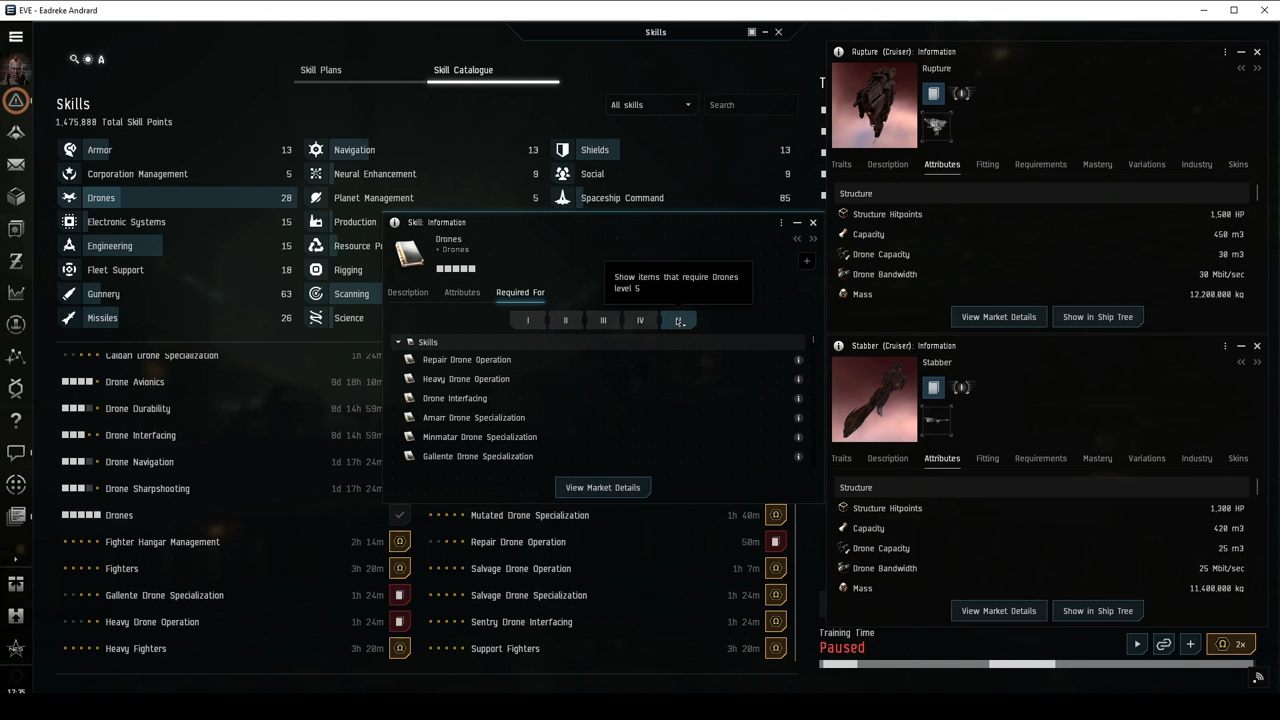 EVE - Eadreke Andrard
Skills
A
Skill Plans
Skill Catalogue
Skills
1,475,888 Total Skill Points
All skills
Search
Armor 13
Navigation 13
Shields 13
Corporation Management 5
Neural Enhancement 9
Social 9
Drones 28
Planet Management 5
Spaceship Command 85
Electronic Systems 15
Production
Engineering 15
Resource Pr
Fleet Support 18
Rigging
Gunnery 63
Scanning
Missiles 26
Science
Skill: Information
Drones
• Drones
Description
Attributes
Required For
Show items that require Drones
level 5
I
II
III
IV
Skills
Repair Drone Operation
Heavy Drone Operation
Drone Interfacing
Amarr Drone Specialization
Minmatar Drone Specialization
Gallente Drone Specialization
View Market Details
Caldari Drone Specialization 1h 24m
Drone Avionics 9d 18h 10m
Drone Durability 8d 14h 59m
Drone Interfacing 8d 14h 59m
Drone Navigation 1d 17h 24m
Drone Sharpshooting 1d 17h 24m
Drones
Mutated Drone Specialization 1h 40m
Fighter Hangar Management 2h 14m
Repair Drone Operation 50m
Fighters 3h 20m
Salvage Drone Operation 1h 7m
Gallente Drone Specialization 1h 24m
Salvage Drone Specialization 1h 24m
Heavy Drone Operation 1h 24m
Sentry Drone Interfacing 1h 24m
Heavy Fighters 3h 20m
Support Fighters 3h 20m
T
Rupture (Cruiser): Information
Rupture
Traits
Description
Attributes
Fitting
Requirements
Mastery
Variations
Industry
Skins
Structure
Structure Hitpoints 1,500 HP
Capacity 450 m3
Drone Capacity 30 m3
Drone Bandwidth 30 Mbit/sec
Mass 12,200,000 kg
View Market Details
Show in Ship Tree
Stabber (Cruiser): Information
Stabber
Traits
Description
Attributes
Fitting
Requirements
Mastery
Variations
Industry
Skins
Structure
Structure Hitpoints 1,300 HP
Capacity 420 m3
Drone Capacity 25 m3
Drone Bandwidth 25 Mbit/sec
Mass 11,400,000 kg
View Market Details
Show in Ship Tree
Training Time
Paused
2x